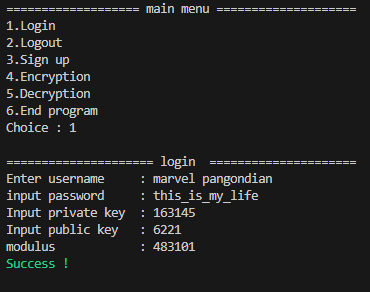 =================== main menu ====================
1.Login
2.Logout
3.Sign up
4.Encryption
5.Decryption
6.End program
Choice : 1
===================== login  =====================
Enter username     : marvel pangondian
input password     : this_is_my_life
Input private key  : 163145
Input public key   : 6221
modulus            : 483101
Success !